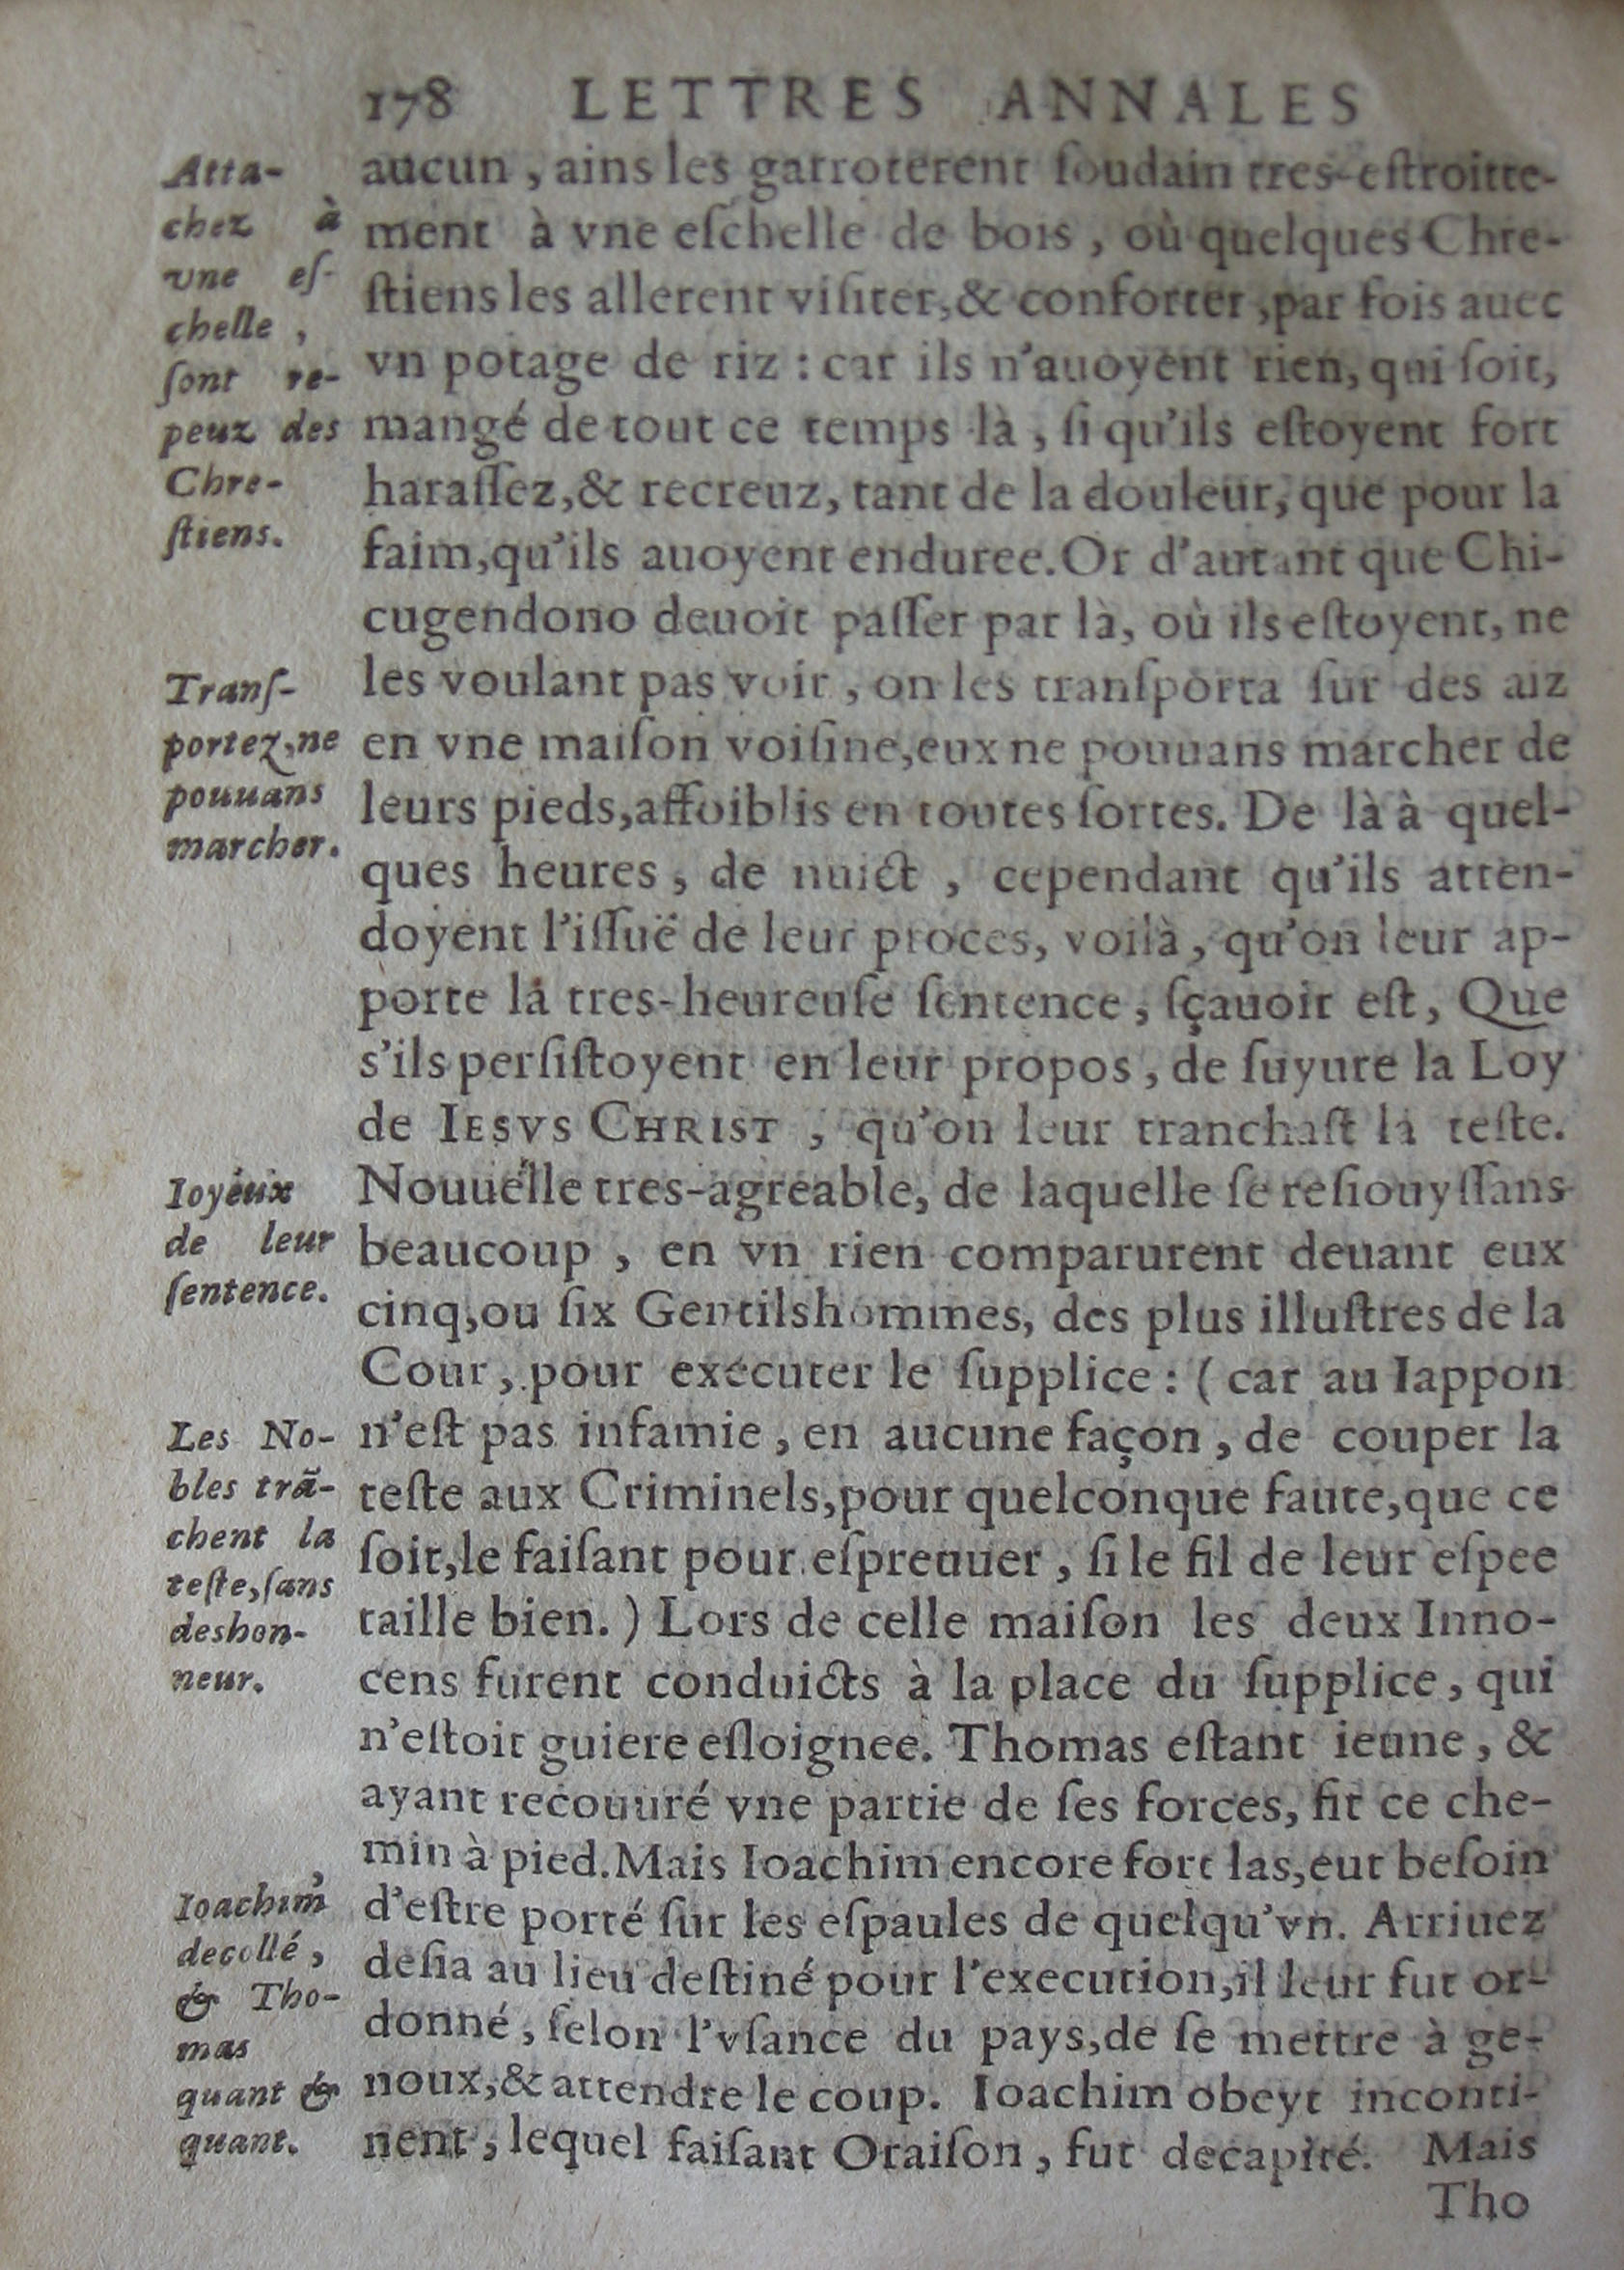 178 LETTRES ANNALES
aucun, ains les garroterent ſoudain tres-eſtroitte-
ment à vne eſchelle de bois, où quelques Chre-
ſtiens les allerent viſiter, & conforter, par fois auec
vn potage de riz : car ils n'auoyent rien, qui ſoit,
mangé de tout ce temps là, ſi qu'ils eſtoyent fort
haraſſez, & recreuz, tant de la douleur, que pour la
faim, qu'ils auoyent enduree. Or d'autant que Chi-
cugendono deuoit paſſer par là, où ils eſtoyent, ne
les voulant pas voir, on les tranſporta ſur des aiz
en vne maiſon voiſine, eux ne pouuans marcher de
leurs pieds, affoiblis en toutes ſortes. De là à quel-
ques heures, de nuict, cependant qu'ils atten-
doyent l'iſſuë de leur proces, voilà, qu'on leur ap-
porte la tres-heureuſe ſentence, ſçauoir eſt, Que
s'ils perſiſtoyent en leur propos, de ſuyure la Loy
de IESVS CHRIST, qu'on leur tranchaſt la teſte.
Nouuelle tres-agreable, de laquelle ſe reſiouyſſans
beaucoup, en vn rien comparurent deuant eux
cinq, ou ſix Gentilshommes, des plus illuſtres de la
Cour, pour executer le ſupplice : ( car au Iappon
n'eſt pas infamie, en aucune façon, de couper la
teſte aux Criminels, pour quelconque faute, que ce
ſoit, le faiſant pour eſpreuuer, ſi le fil de leur eſpee
taille bien. ) Lors de celle maiſon les deux Inno-
cens furent conduicts à la place du ſupplice, qui
n'eſtoit guiere eſloignee. Thomas eſtant ieune, &
ayant recouuré vne partie de ſes forces, fit ce che-
min à pied. Mais Ioachim encore fort las, eut beſoin
d'eſtre porté ſur les eſpaules de quelqu'vn. Arriuez
deſia au lieu deſtiné pour l'execution, il leur fut or-
donné, ſelon l'vſance du pays, de ſe mettre à ge-
noux, & attendre le coup. Ioachim obeyt inconti-
nent, lequel faiſant Oraiſon, fut decapité. Mais
Tho
Atta-
chez à
vne eſ-
chelle,
ſont re-
peuz des
Chre-
ſtiens.
Tranſ-
portez, ne
pouuans
marcher.
Ioyeux
de leur
ſentence.
Les No-
bles trã-
chent la
teſte, ſans
deshon-
neur.
Ioachim
decollé,
& Tho-
mas
quant &
quant.